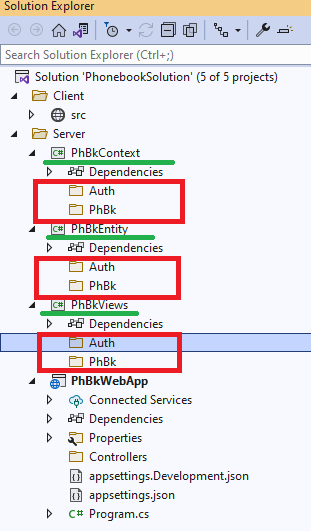 Solution Explorer
Search Solution Explorer (Ctrl+;)
Solution 'PhonebookSolution' (5 of 5 projects)
Client
src
Server
C# PhBkContext
Dependencies
Auth
PhBk
C# PhBkEntity
Dependencies
Auth
PhBk
C# PhBkViews
Dependencies
Auth
PhBk
PhBkWebApp
Connected Services
Dependencies
Properties
Controllers
appsettings.Development.json
appsettings.json
C# Program.cs